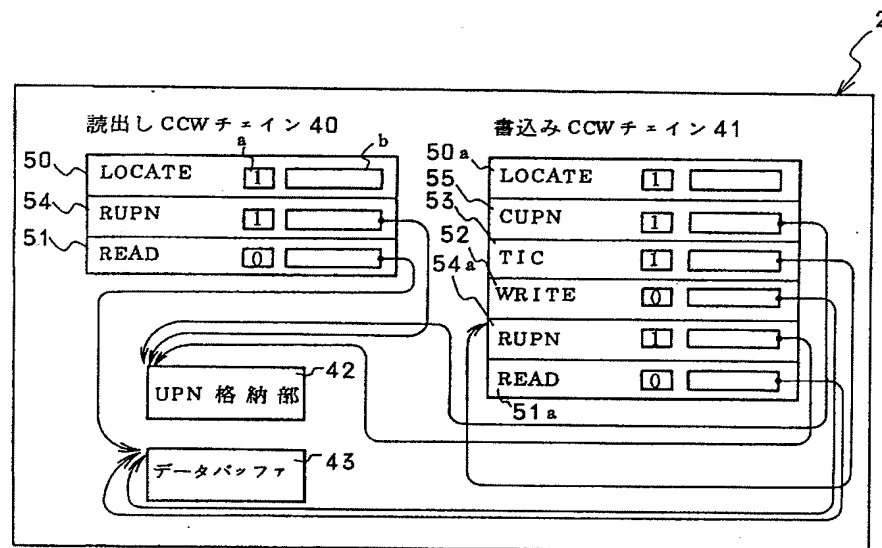 2
読出しCCWチェイン40
a
b
50
LOCATE 1
54
RUPN 1
51
READ 0
書込みCCWチェイン41
50a
LOCATE 1
55
CUPN 1
53
TIC 1
52
WRITE 0
54a
RUPN 1
READ 0
51a
42
UPN格納部
43
データバッファ